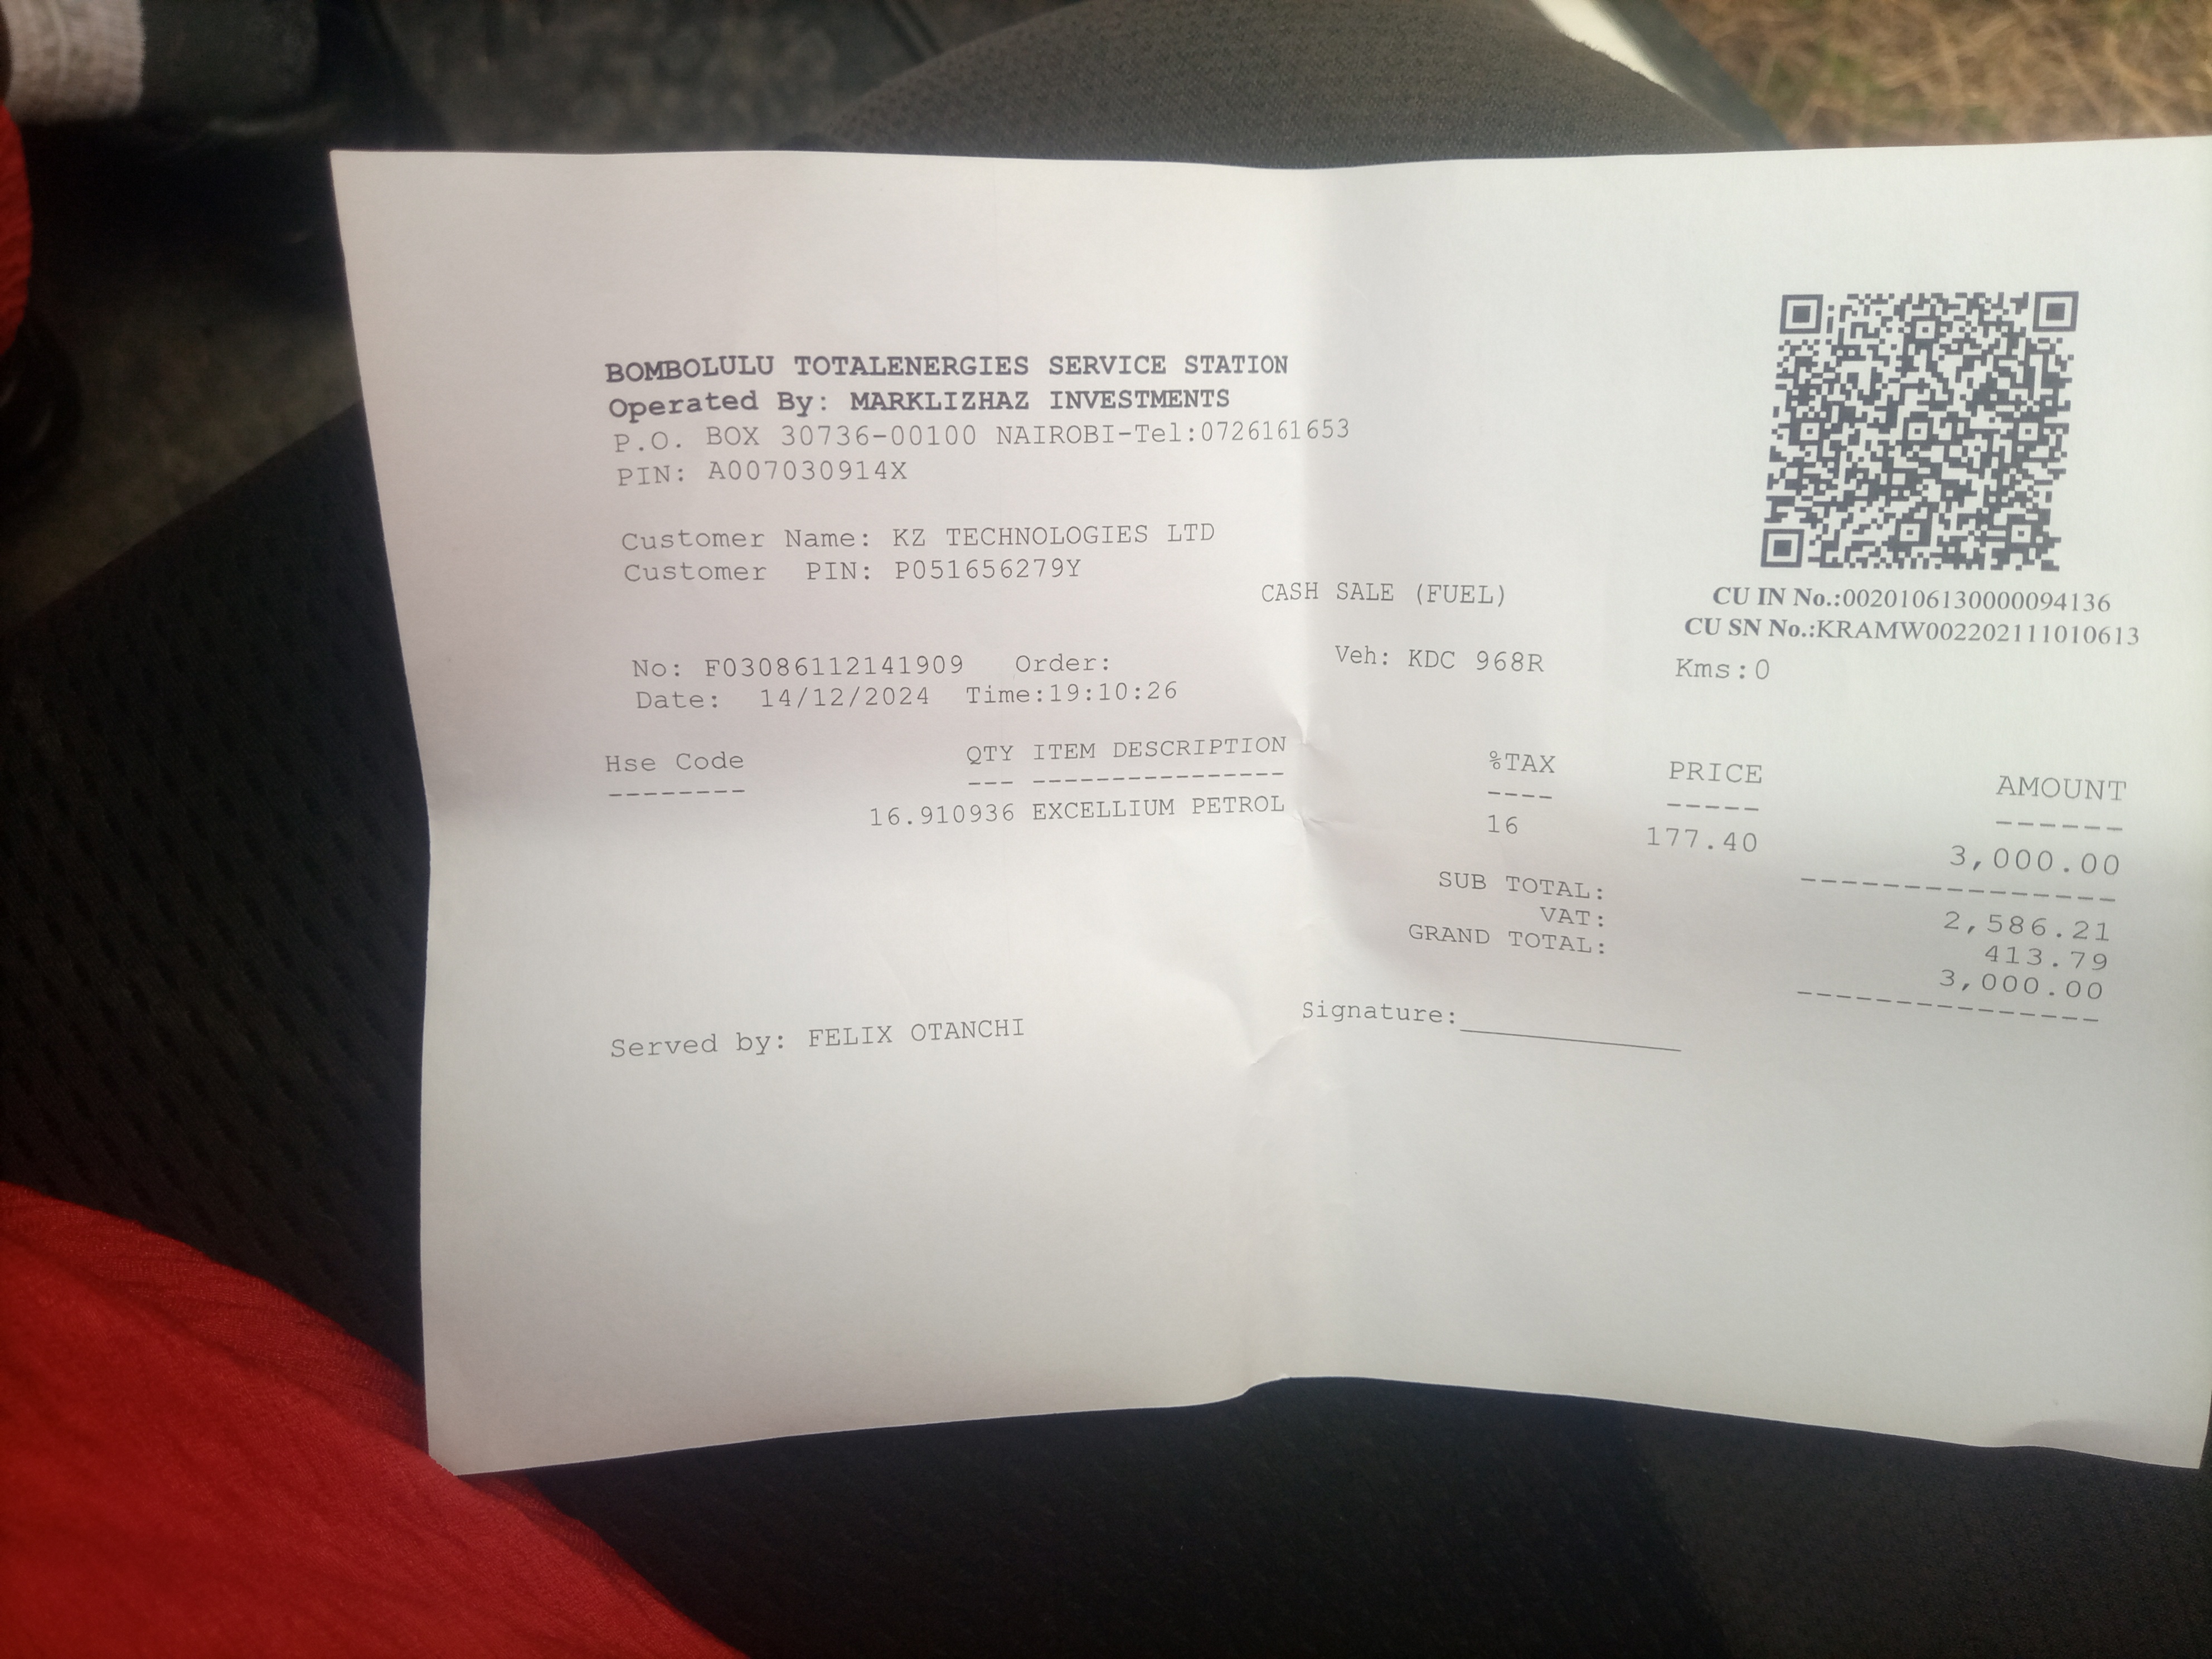 BOMBOLULU TOTALENERGIES SERVICE STATION
Operated By: MARKLIZHAZ INVESTMENTS
P.O. BOX 30736-00100 NAIROBI-Tel:0726161653
PIN: A007030914X
Customer Name: KZ TECHNOLOGIES LTD
Customer PIN: P051656279Y
CASH SALE (FUEL)
CU IN No.:0020106130000094136
CU SN No.:KRAMW002202111010613
No: F03086112141909 Order: Veh: KDC 968R Kms:0
Date: 14/12/2024 Time:19:10:26
Hse Code QTY ITEM DESCRIPTION %TAX PRICE AMOUNT
-------- --- ---------------- ---- ----- ------
16.910936 EXCELLIUM PETROL 16 177.40 3,000.00
--------------
SUB TOTAL: 2,586.21
VAT: 413.79
GRAND TOTAL: 3,000.00
--------------
Served by: FELIX OTANCHI Signature:______________